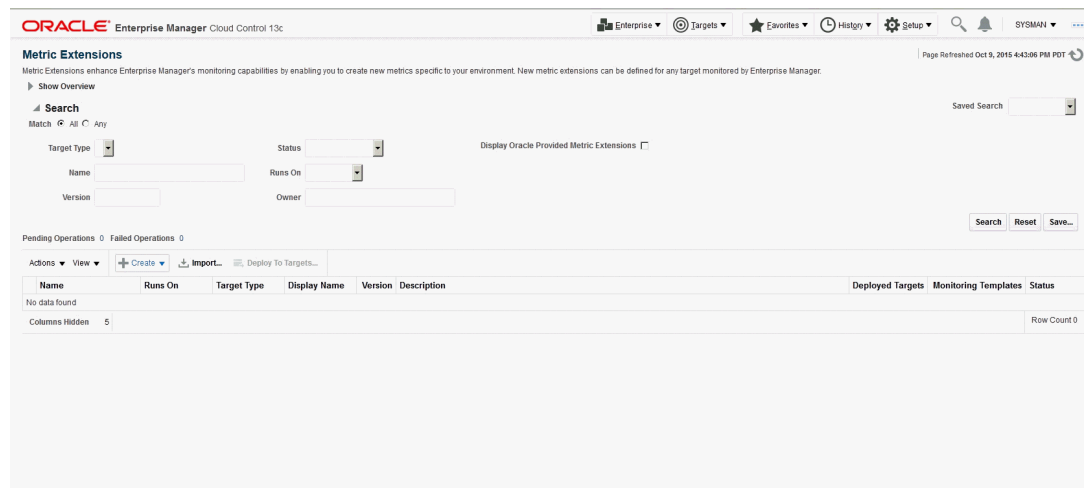 ORACLE Enterprise Manager Cloud Control 13c
Enterprise Targets Favorites History Setup SYSMAN
Metric Extensions
Page Refreshed Oct 9, 2015 4:43:06 PM PDT
Metric Extensions enhance Enterprise Manager's monitoring capabilities by enabling you to create new metrics specific to your environment. New metric extensions can be defined for any target monitored by Enterprise Manager.
Show Overview
Search
Saved Search
Match All Any
Target Type Status Display Oracle Provided Metric Extensions
Name Runs On
Version Owner
Search Reset Save...
Pending Operations 0 Failed Operations 0
Actions View Create Import... Deploy To Targets...
Name Runs On Target Type Display Name Version Description Deployed Targets Monitoring Templates Status
No data found
Columns Hidden 5 Row Count 0